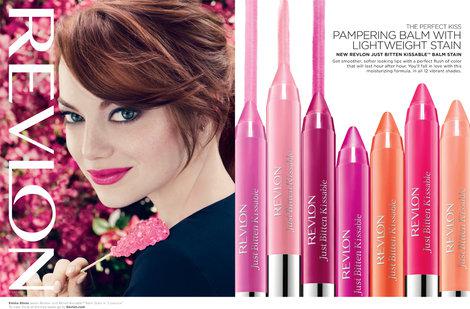 REVLON
THE PERFECT KISS
PAMPERING BALM WITH
LIGHTWEIGHT STAIN
NEW REVLON JUST BITTEN KISSABLE™ BALM STAIN
Get smoother, softer looking lips with a perfect flush of color
that will last hour after hour. You'll fall in love with this
moisturizing formula. In all 12 vibrant shades.
REVLON Just Bitten Kissable
REVLON Just Bitten Kissable
REVLON Just Bitten Kissable
REVLON Just Bitten Kissable
REVLON Just Bitten Kissable
REVLON Just Bitten Kissable
REVLON Just Bitten Kissable
Emma Stone
Revlon.com